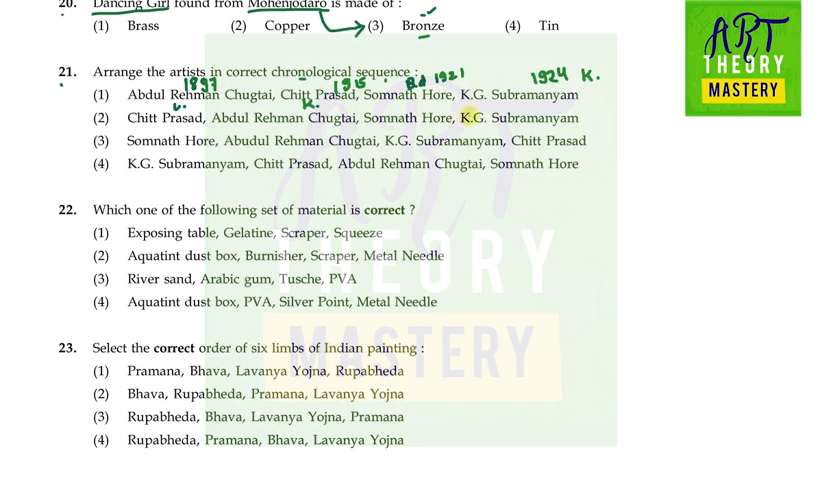 20. Dancing Girl found from Mohenjodaro is made of :
(1) Brass (2) Copper (3) Bronze (4) Tin
ART
THEORY
MASTERY
21. Arrange the artists in correct chronological sequence :
1897 1915 B.d 1921 1924 K.
(1) Abdul Rehman Chugtai, Chitt Prasad, Somnath Hore, K.G. Subramanyam
L. K.
(2) Chitt Prasad, Abdul Rehman Chugtai, Somnath Hore, K.G. Subramanyam
(3) Somnath Hore, Abudul Rehman Chugtai, K.G. Subramanyam, Chitt Prasad
(4) K.G. Subramanyam, Chitt Prasad, Abdul Rehman Chugtai, Somnath Hore
22. Which one of the following set of material is correct ?
(1) Exposing table, Gelatine, Scraper, Squeeze
(2) Aquatint dust box, Burnisher, Scraper, Metal Needle
(3) River sand, Arabic gum, Tusche, PVA
(4) Aquatint dust box, PVA, Silver Point, Metal Needle
23. Select the correct order of six limbs of Indian painting :
(1) Pramana, Bhava, Lavanya Yojna, Rupabheda
(2) Bhava, Rupabheda, Pramana, Lavanya Yojna
(3) Rupabheda, Bhava, Lavanya Yojna, Pramana
(4) Rupabheda, Pramana, Bhava, Lavanya Yojna
ART
THEORY
MASTERY